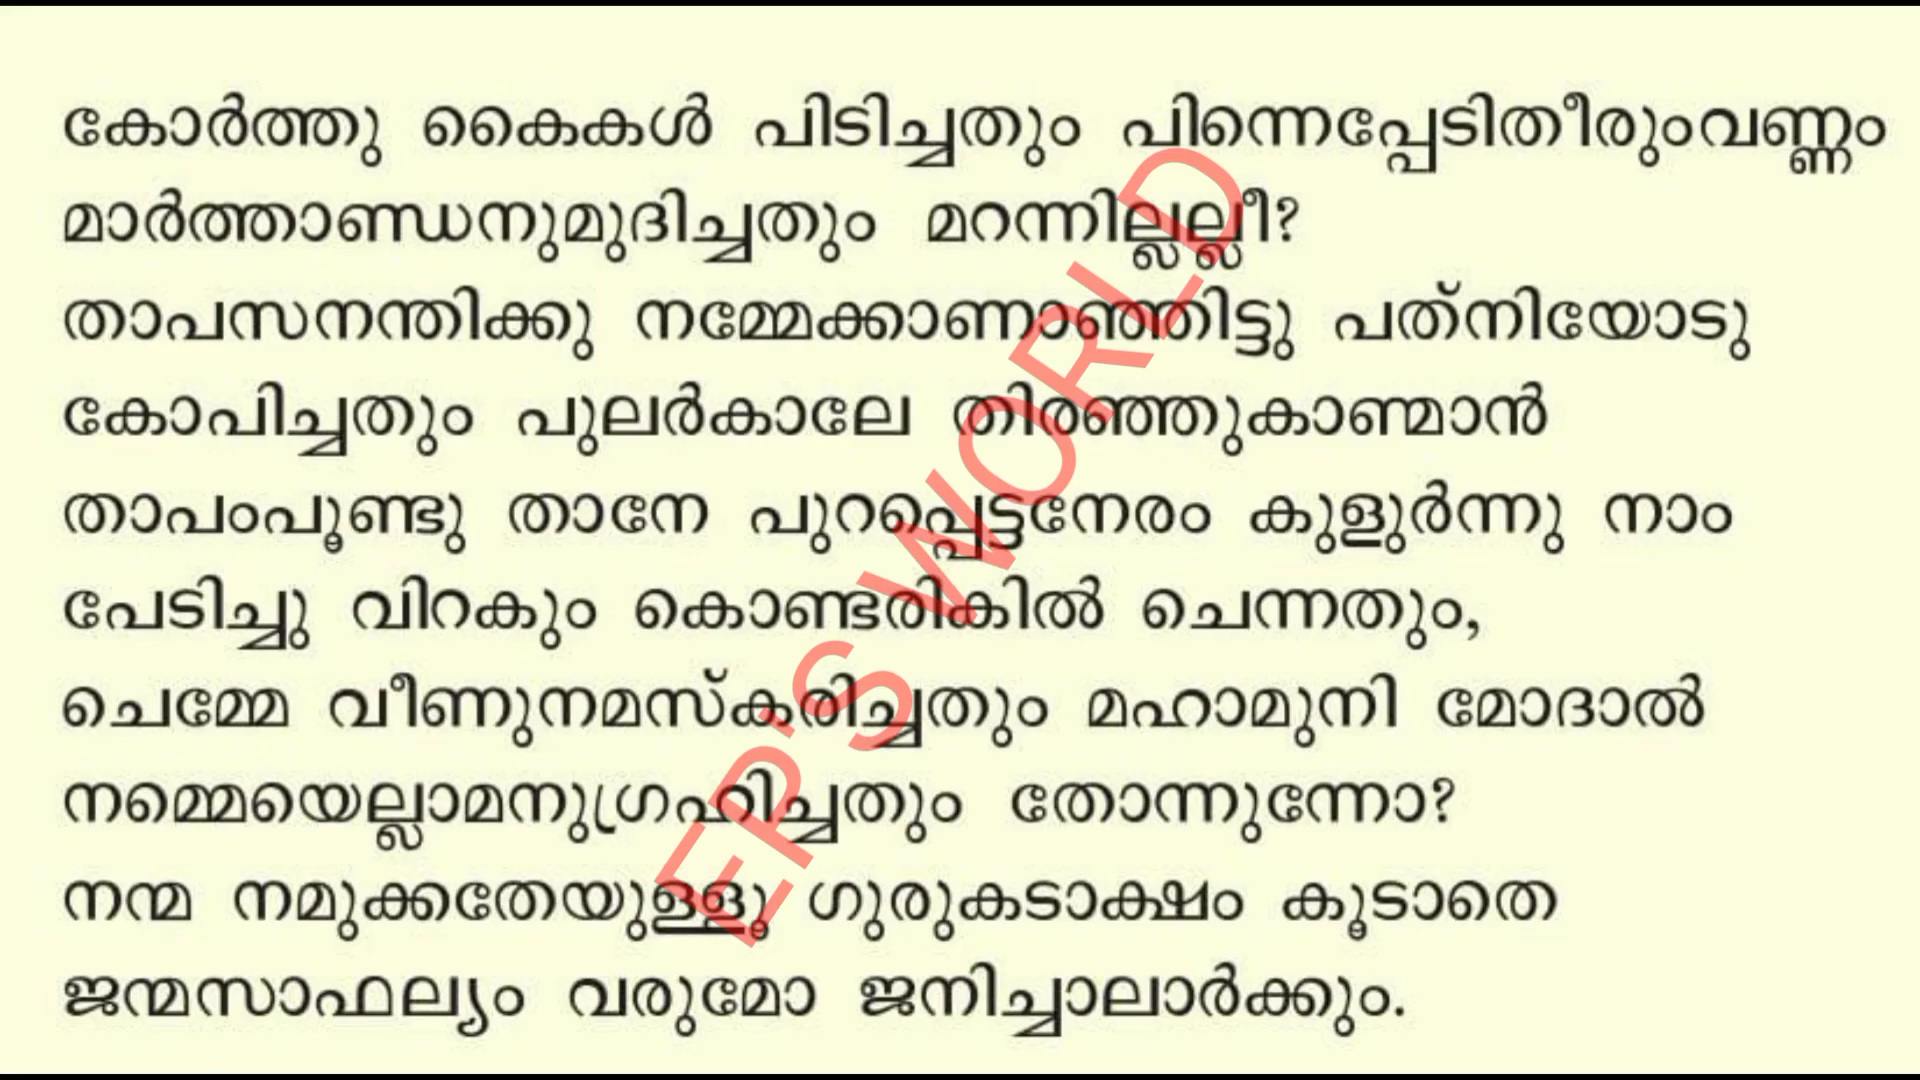 കോർത്തു കൈകൾ പിടിച്ചതും പിന്നെപ്പേടിതീരുംവണ്ണം
മാർത്താണ്ഡനുമുദിച്ചതും മറന്നില്ലല്ലീ?
താപസനന്തിക്കു നമ്മേക്കാണാഞ്ഞിട്ടു പത്നിയോടു
കോപിച്ചതും പുലർകാലേ തിരഞ്ഞുകാണ്മാൻ
താപംപൂണ്ടു താനേ പുറപ്പെട്ടനേരം കുളുർന്നു നാം
പേടിച്ചു വിറകും കൊണ്ടരികിൽ ചെന്നതും,
ചെമ്മേ വീണുനമസ്കരിച്ചതും മഹാമുനി മോദാൽ
നമ്മെയെല്ലാമനുഗ്രഹിച്ചതും തോന്നുന്നോ?
നന്മ നമുക്കതേയുള്ളൂ ഗുരുകടാക്ഷം കൂടാതെ
ജന്മസാഫല്യം വരുമോ ജനിച്ചാലാർക്കും.
EP'S WORLD